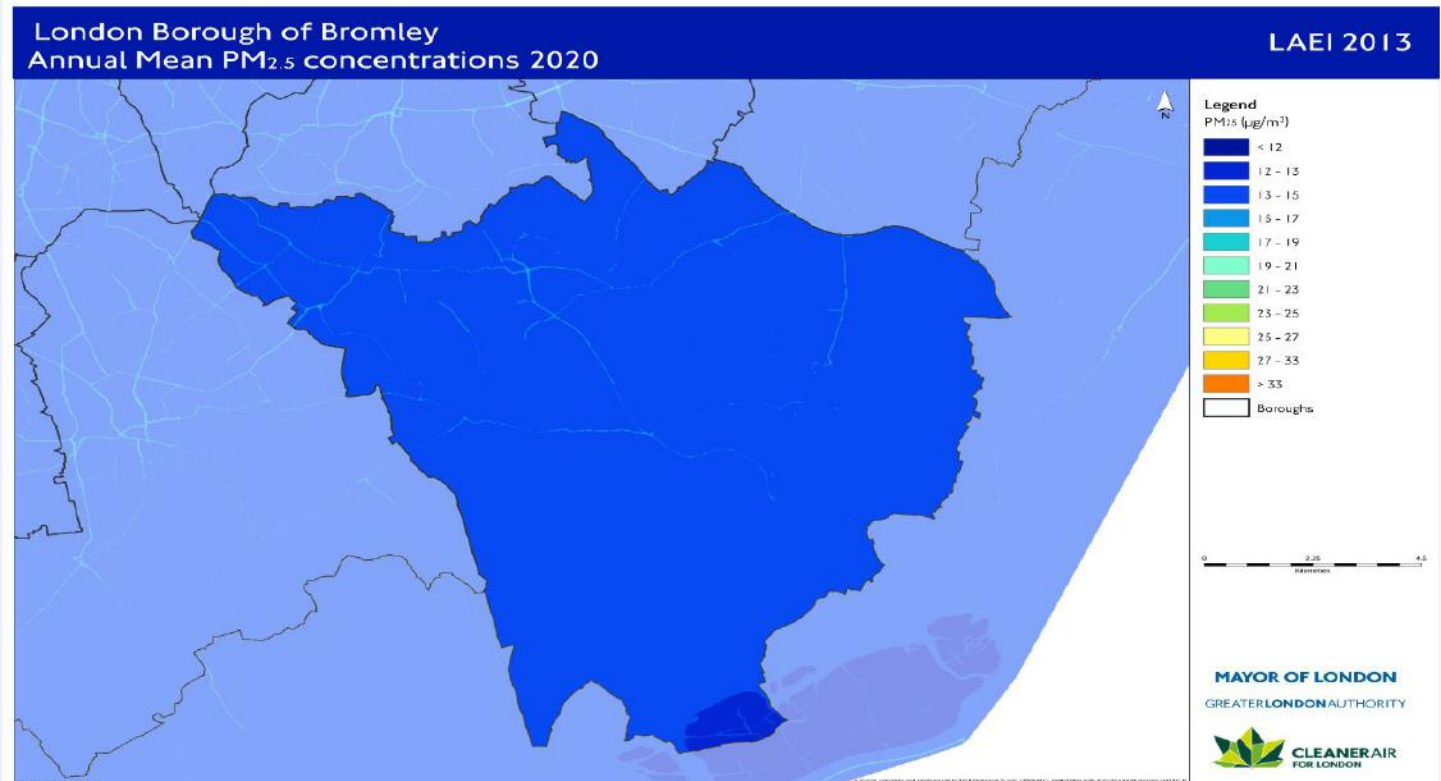 London Borough of Bromley
Annual Mean PM2.5 concentrations 2020
LAEI 2013
N
Legend
PM2.5 (µg/m³)
< 12
12 - 13
13 - 15
15 - 17
17 - 19
19 - 21
21 - 23
23 - 25
25 - 27
27 - 33
> 33
Boroughs
0 2.25 4.5
Kilometres
MAYOR OF LONDON
GREATERLONDONAUTHORITY
CLEANERAIR
FOR LONDON